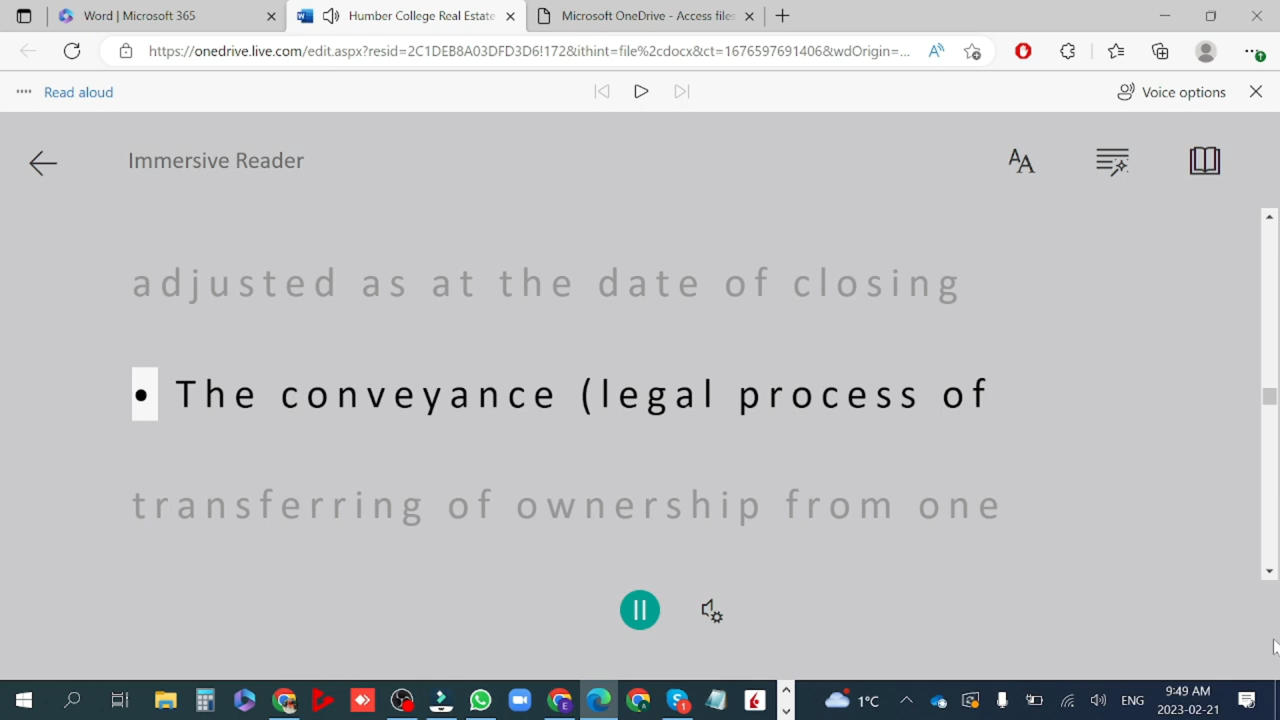 Word | Microsoft 365
Humber College Real Estate
Microsoft OneDrive - Access files
https://onedrive.live.com/edit.aspx?resid=2C1DEB8A03DFD3D6!172&ithint=file%2cdocx&ct=1676597691406&wdOrigin=...
Read aloud
Voice options
Immersive Reader
adjusted as at the date of closing
• The conveyance (legal process of
transferring of ownership from one
1°C
ENG
9:49 AM
2023-02-21